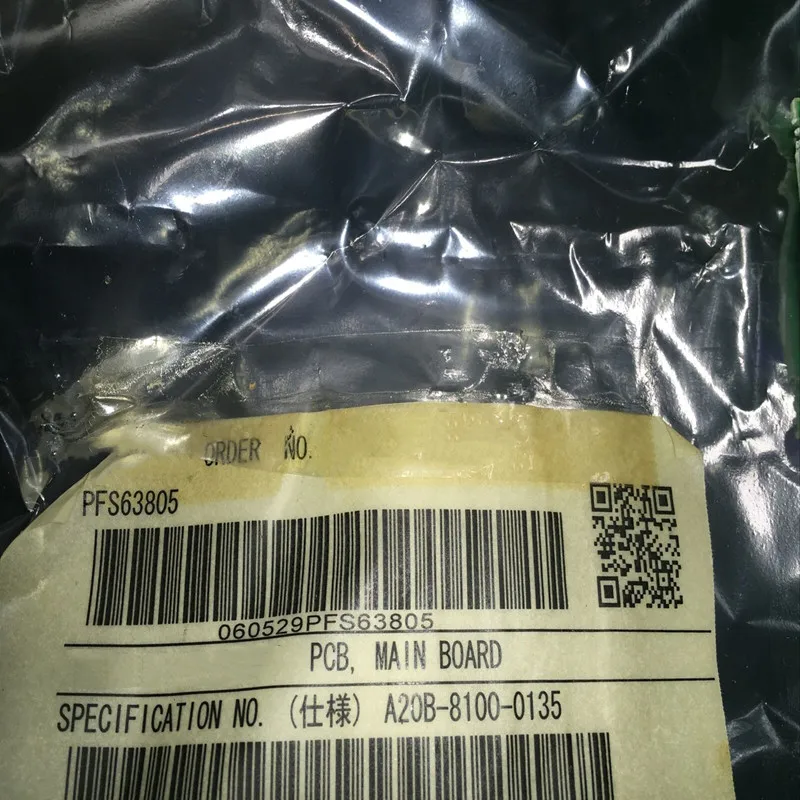 ORDER NO.
PFS63805
060529PFS63805
PCB, MAIN BOARD
SPECIFICATION NO. (仕様) A20B-8100-0135